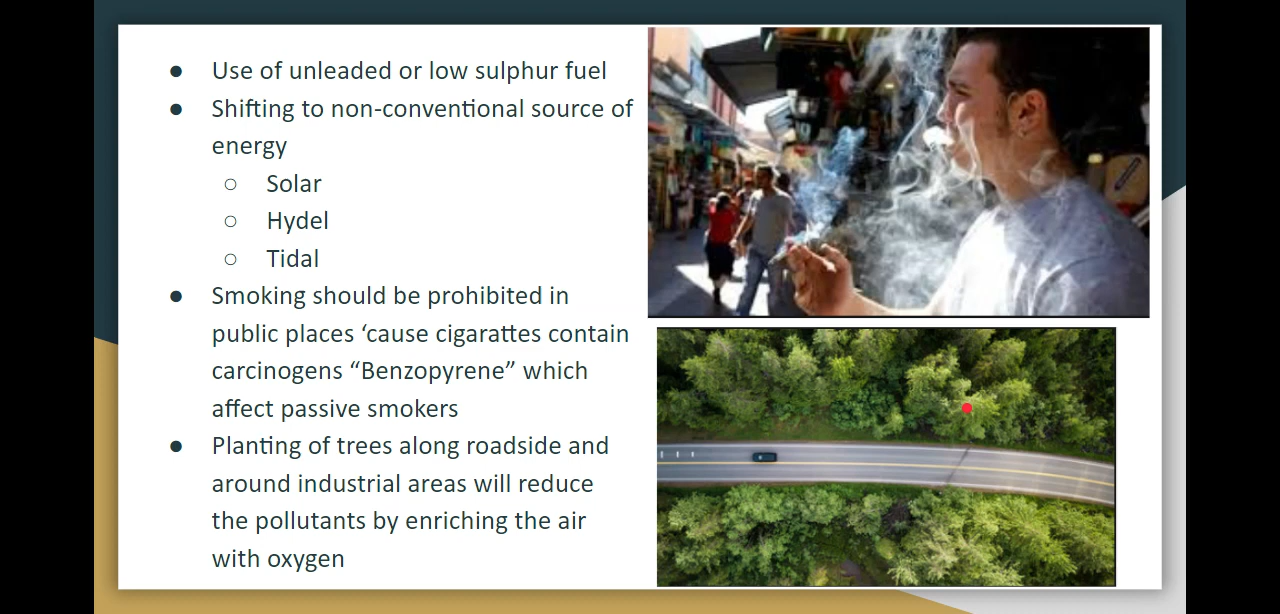 ● Use of unleaded or low sulphur fuel
● Shifting to non-conventional source of
energy
○ Solar
○ Hydel
○ Tidal
● Smoking should be prohibited in
public places ‘cause cigarattes contain
carcinogens “Benzopyrene” which
affect passive smokers
● Planting of trees along roadside and
around industrial areas will reduce
the pollutants by enriching the air
with oxygen